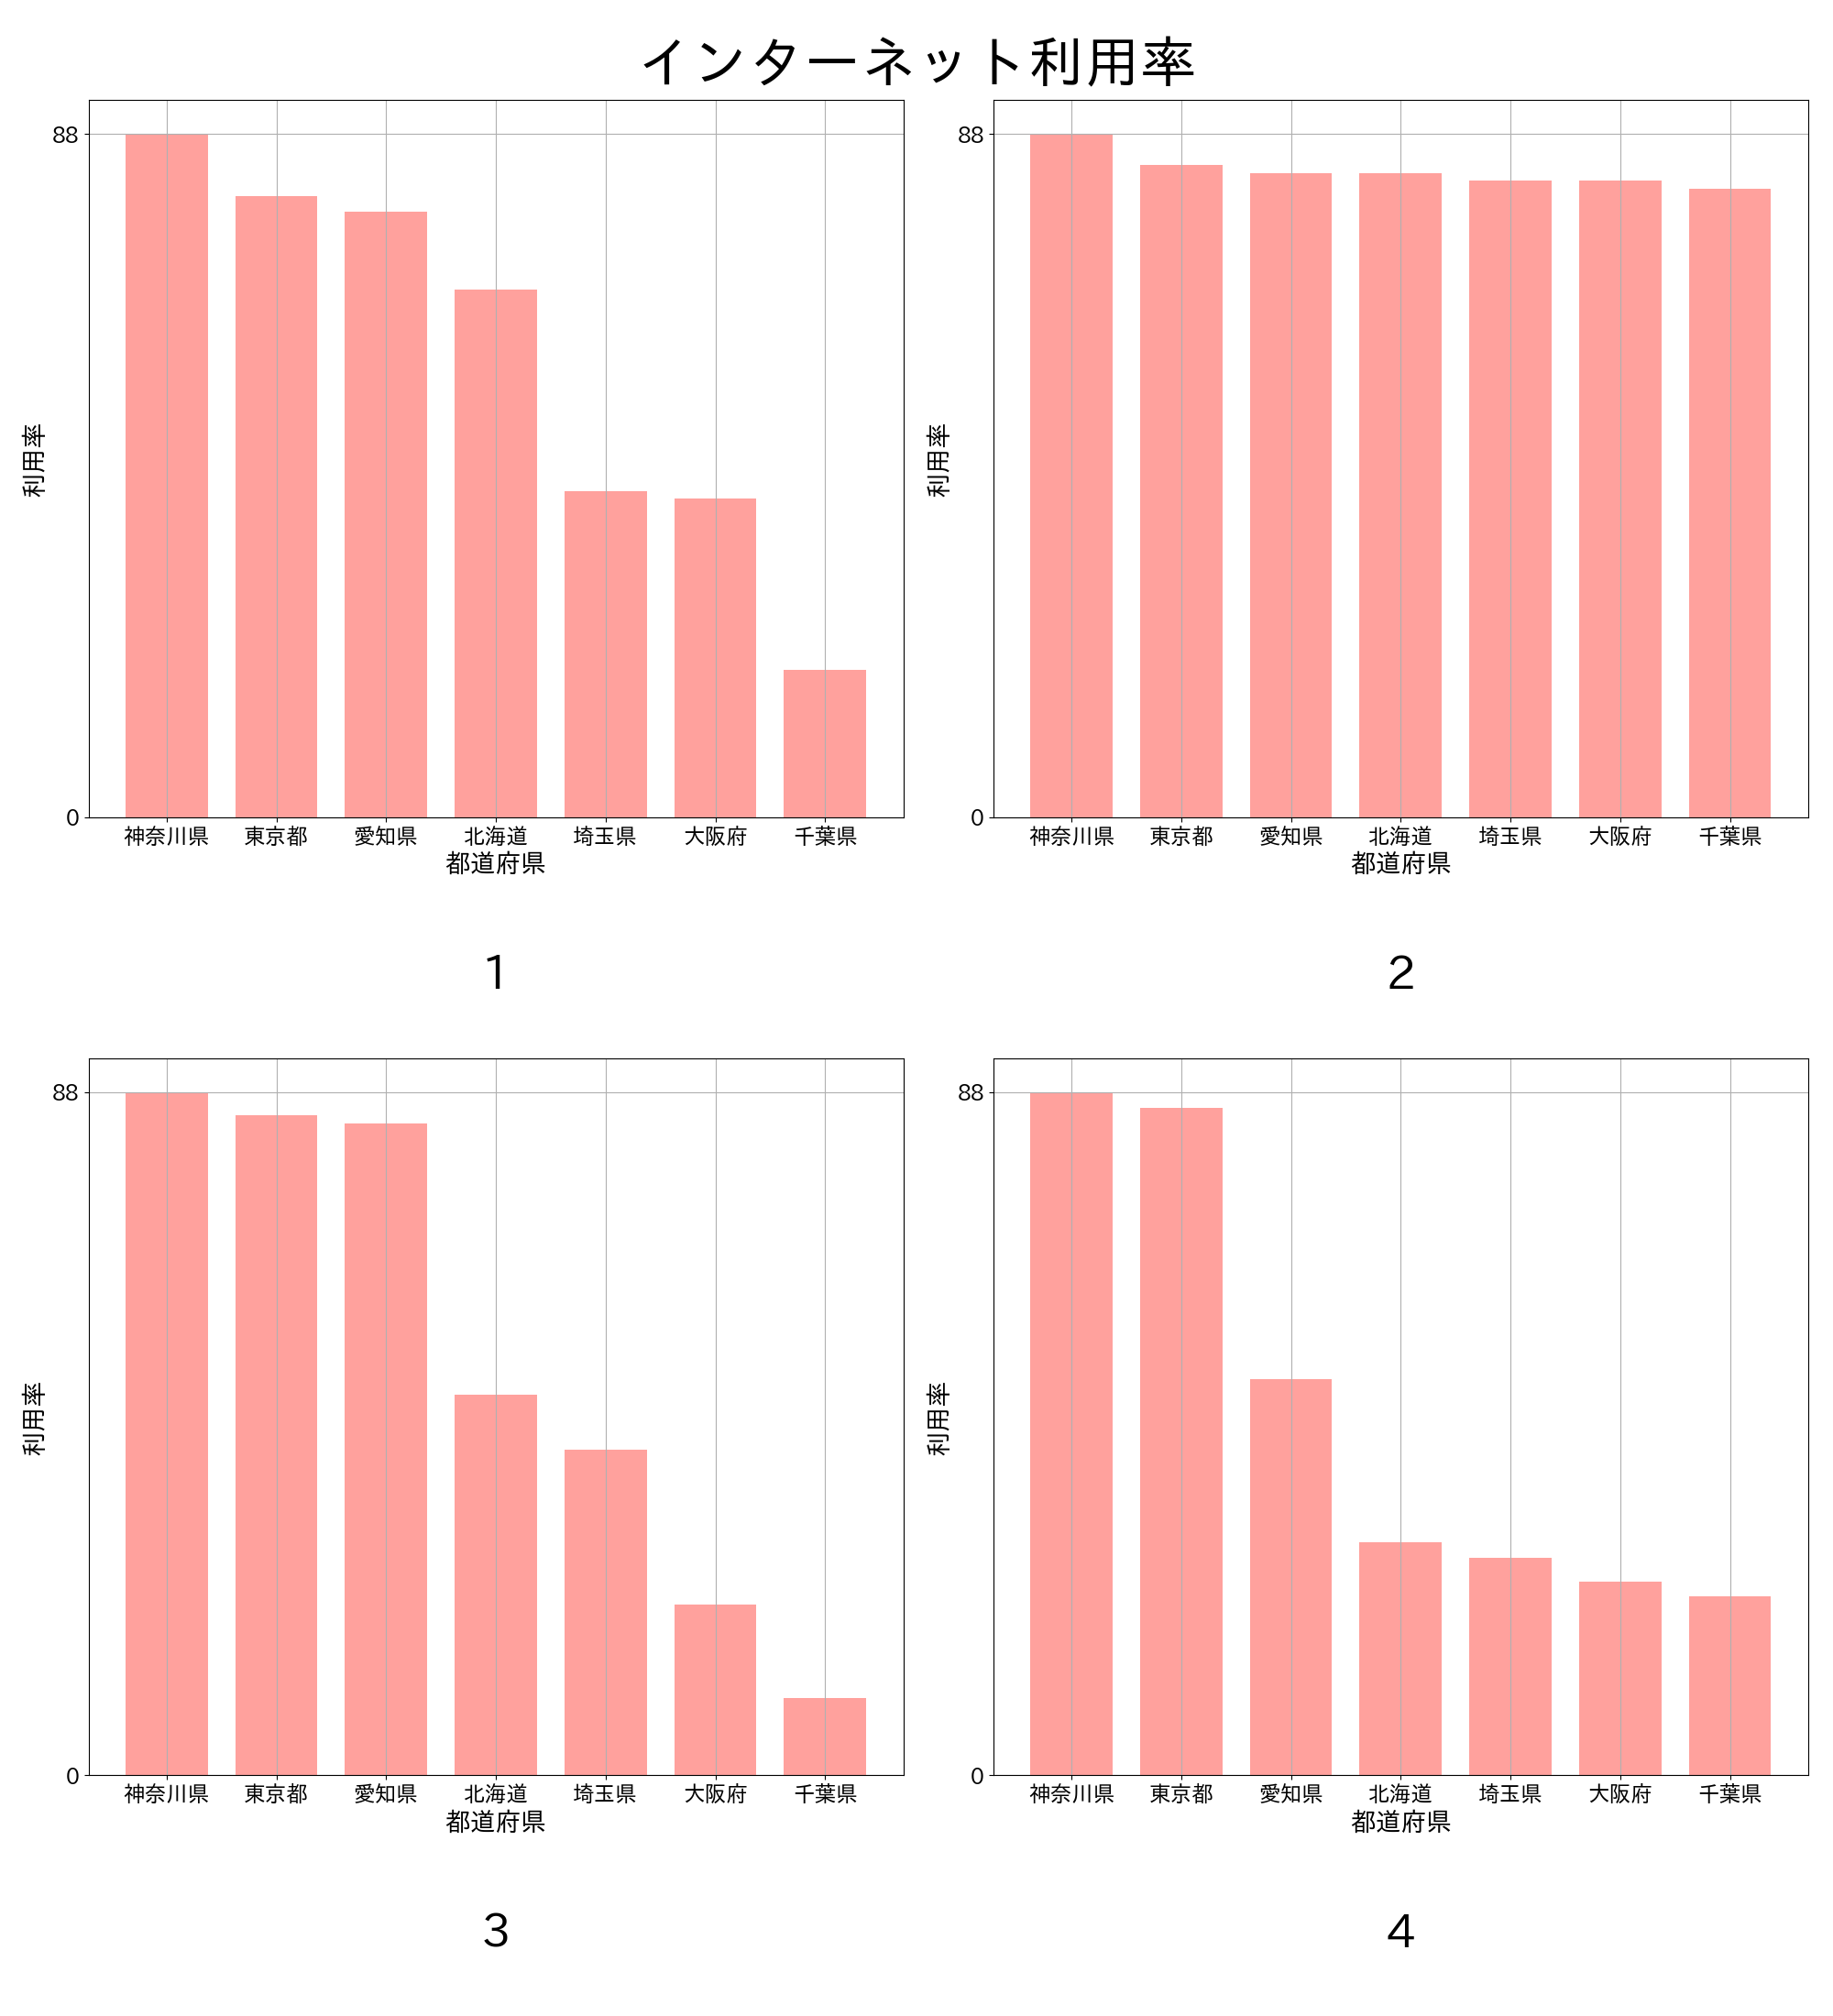 インターネット利用率
88
0
利用率
神奈川県 東京都 愛知県 北海道 埼玉県 大阪府 千葉県
都道府県
1
88
0
利用率
神奈川県 東京都 愛知県 北海道 埼玉県 大阪府 千葉県
都道府県
2
88
0
利用率
神奈川県 東京都 愛知県 北海道 埼玉県 大阪府 千葉県
都道府県
3
88
0
利用率
神奈川県 東京都 愛知県 北海道 埼玉県 大阪府 千葉県
都道府県
4